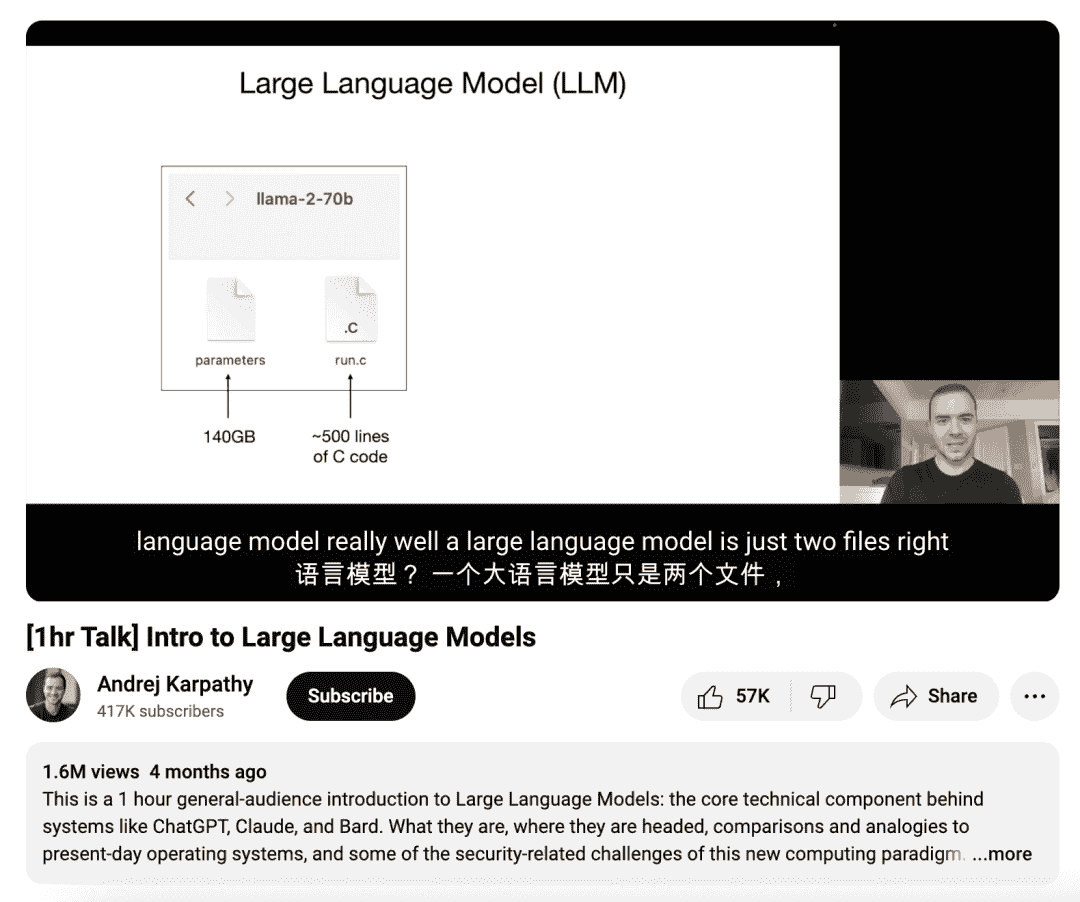 Large Language Model (LLM)
llama-2-70b
.C
parameters
run.c
140GB
~500 lines
of C code
language model really well a large language model is just two files right
语言模型？ 一个大语言模型只是两个文件，
[1hr Talk] Intro to Large Language Models
Andrej Karpathy
417K subscribers
Subscribe
57K
Share
1.6M views 4 months ago
This is a 1 hour general-audience introduction to Large Language Models: the core technical component behind
systems like ChatGPT, Claude, and Bard. What they are, where they are headed, comparisons and analogies to
present-day operating systems, and some of the security-related challenges of this new computing paradigm. ...more